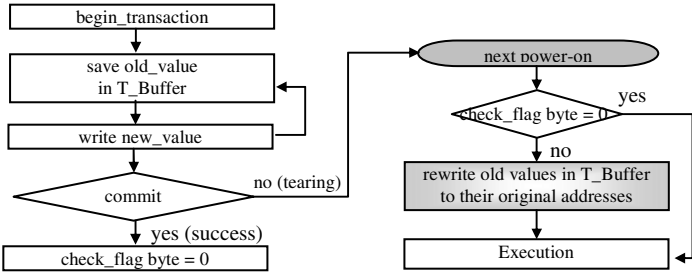 begin_transaction
save old_value
in T_Buffer
write new_value
commit
no (tearing)
yes (success)
check_flag byte = 0
next power-on
check_flag byte = 0
yes
no
rewrite old values in T_Buffer
to their original addresses
Execution